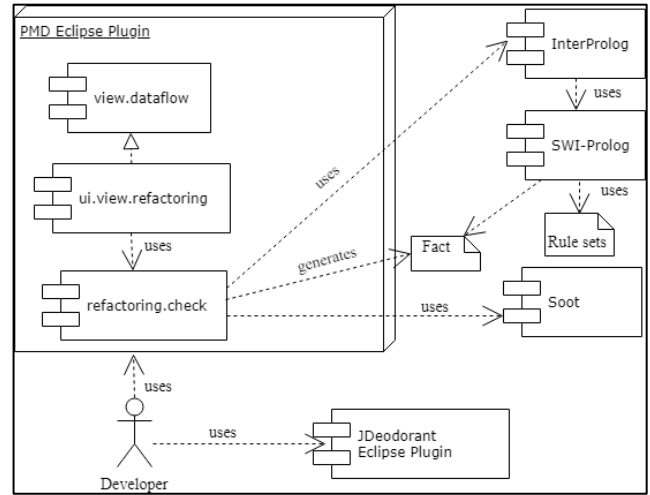 PMD Eclipse Plugin
InterProlog
view.dataflow
uses
SWI-Prolog
uses
uses
ui.view.refactoring
uses
Fact
Rule sets
generates
refactoring.check
uses
Soot
uses
uses
JDeodorant
Eclipse Plugin
Developer